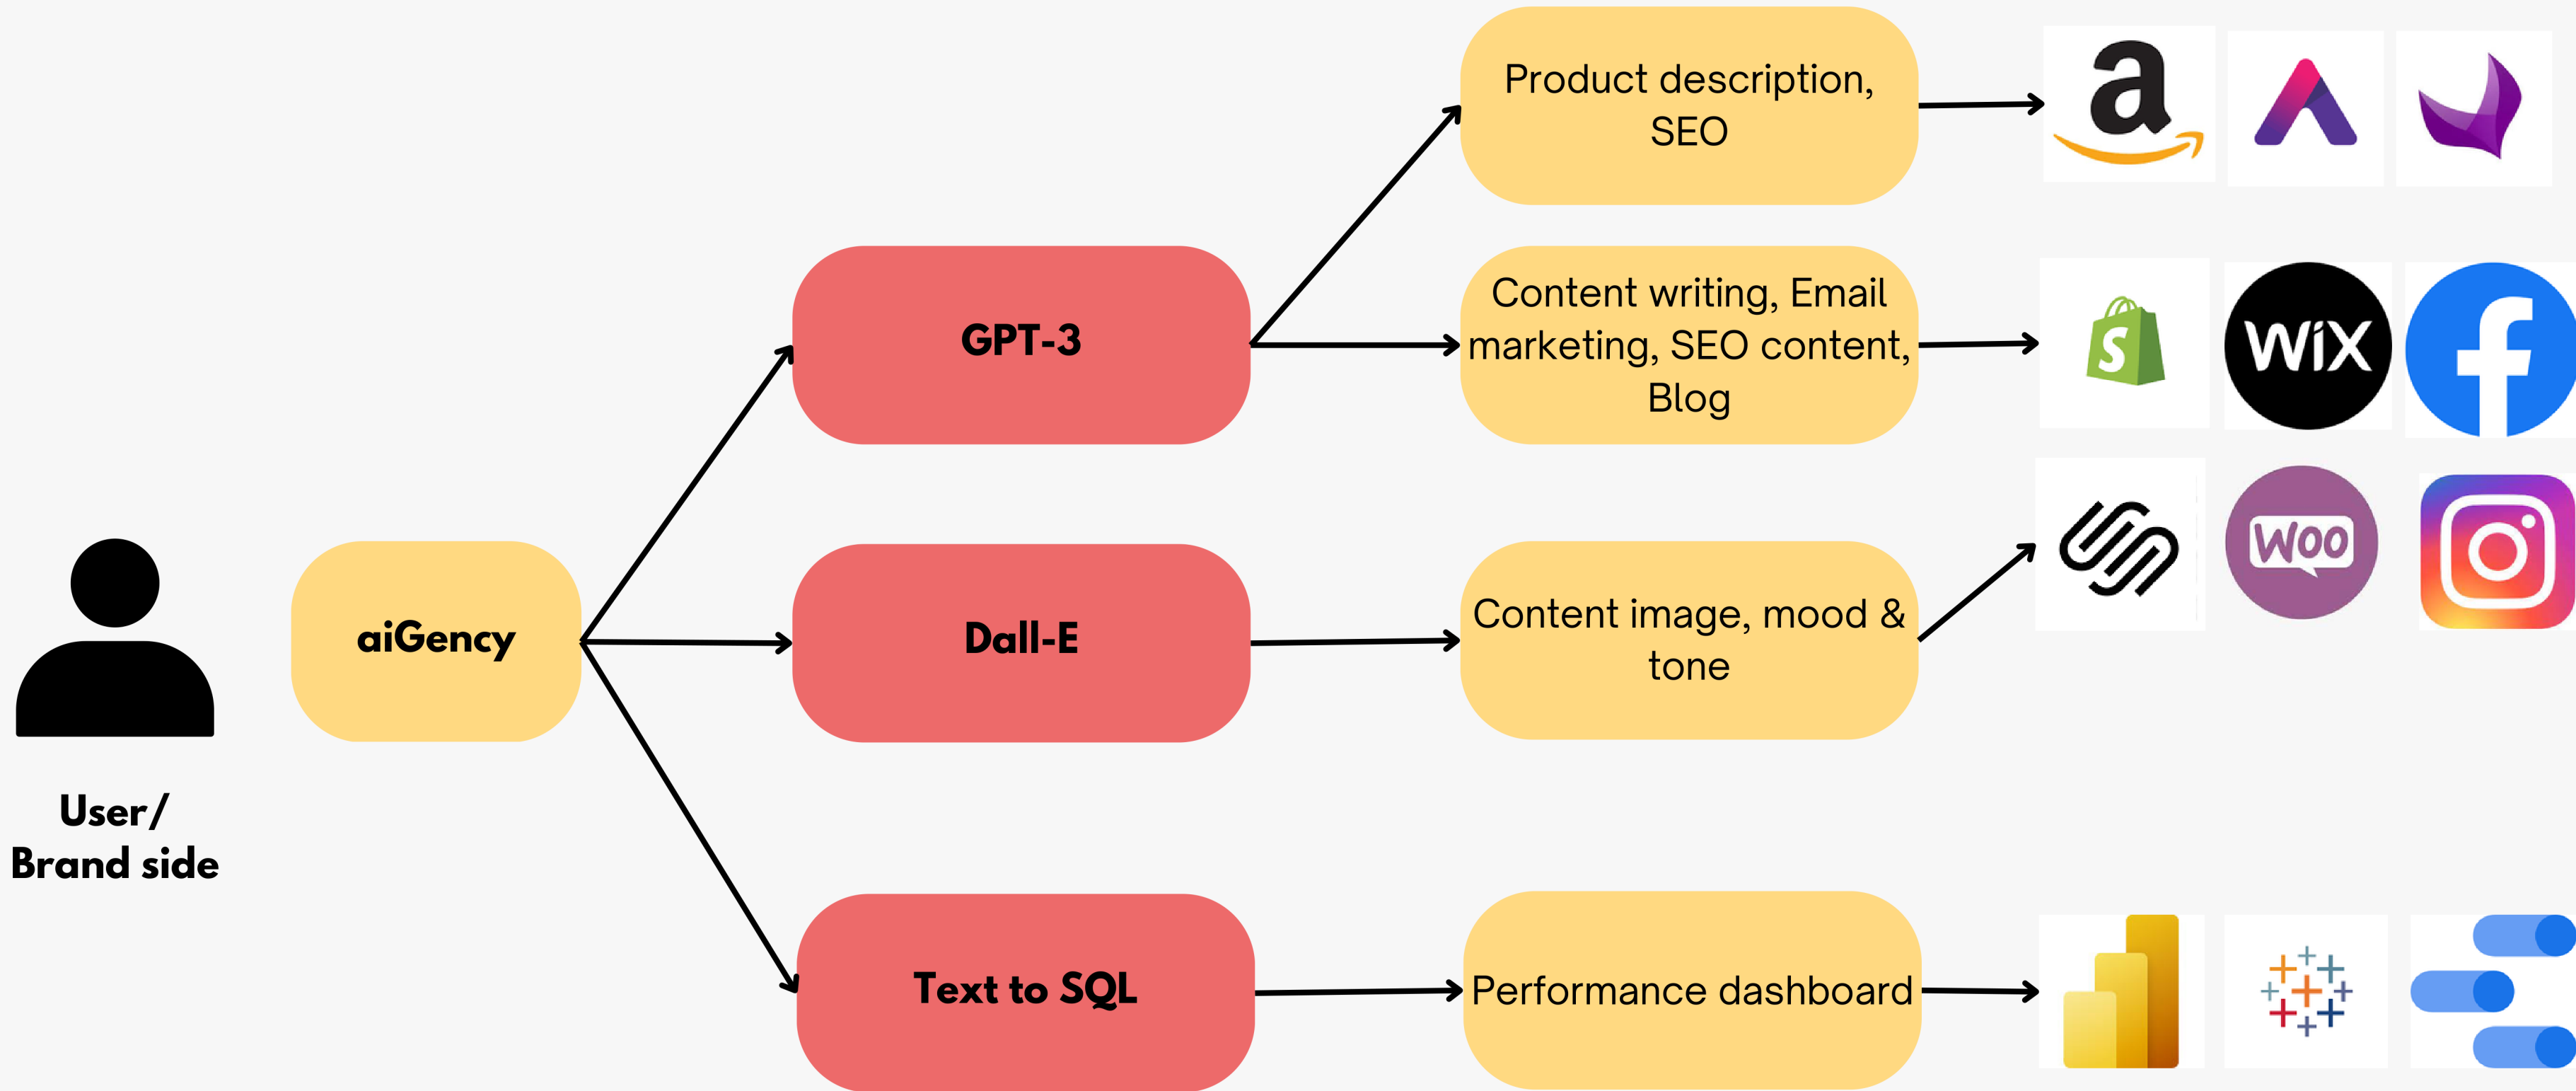 Product description,
SEO
a
GPT-3
Content writing, Email
marketing, SEO content,
Blog
S
WiX
f
User/
Brand side
aiGency
Dall-E
Content image, mood &
tone
WOO
Text to SQL
Performance dashboard